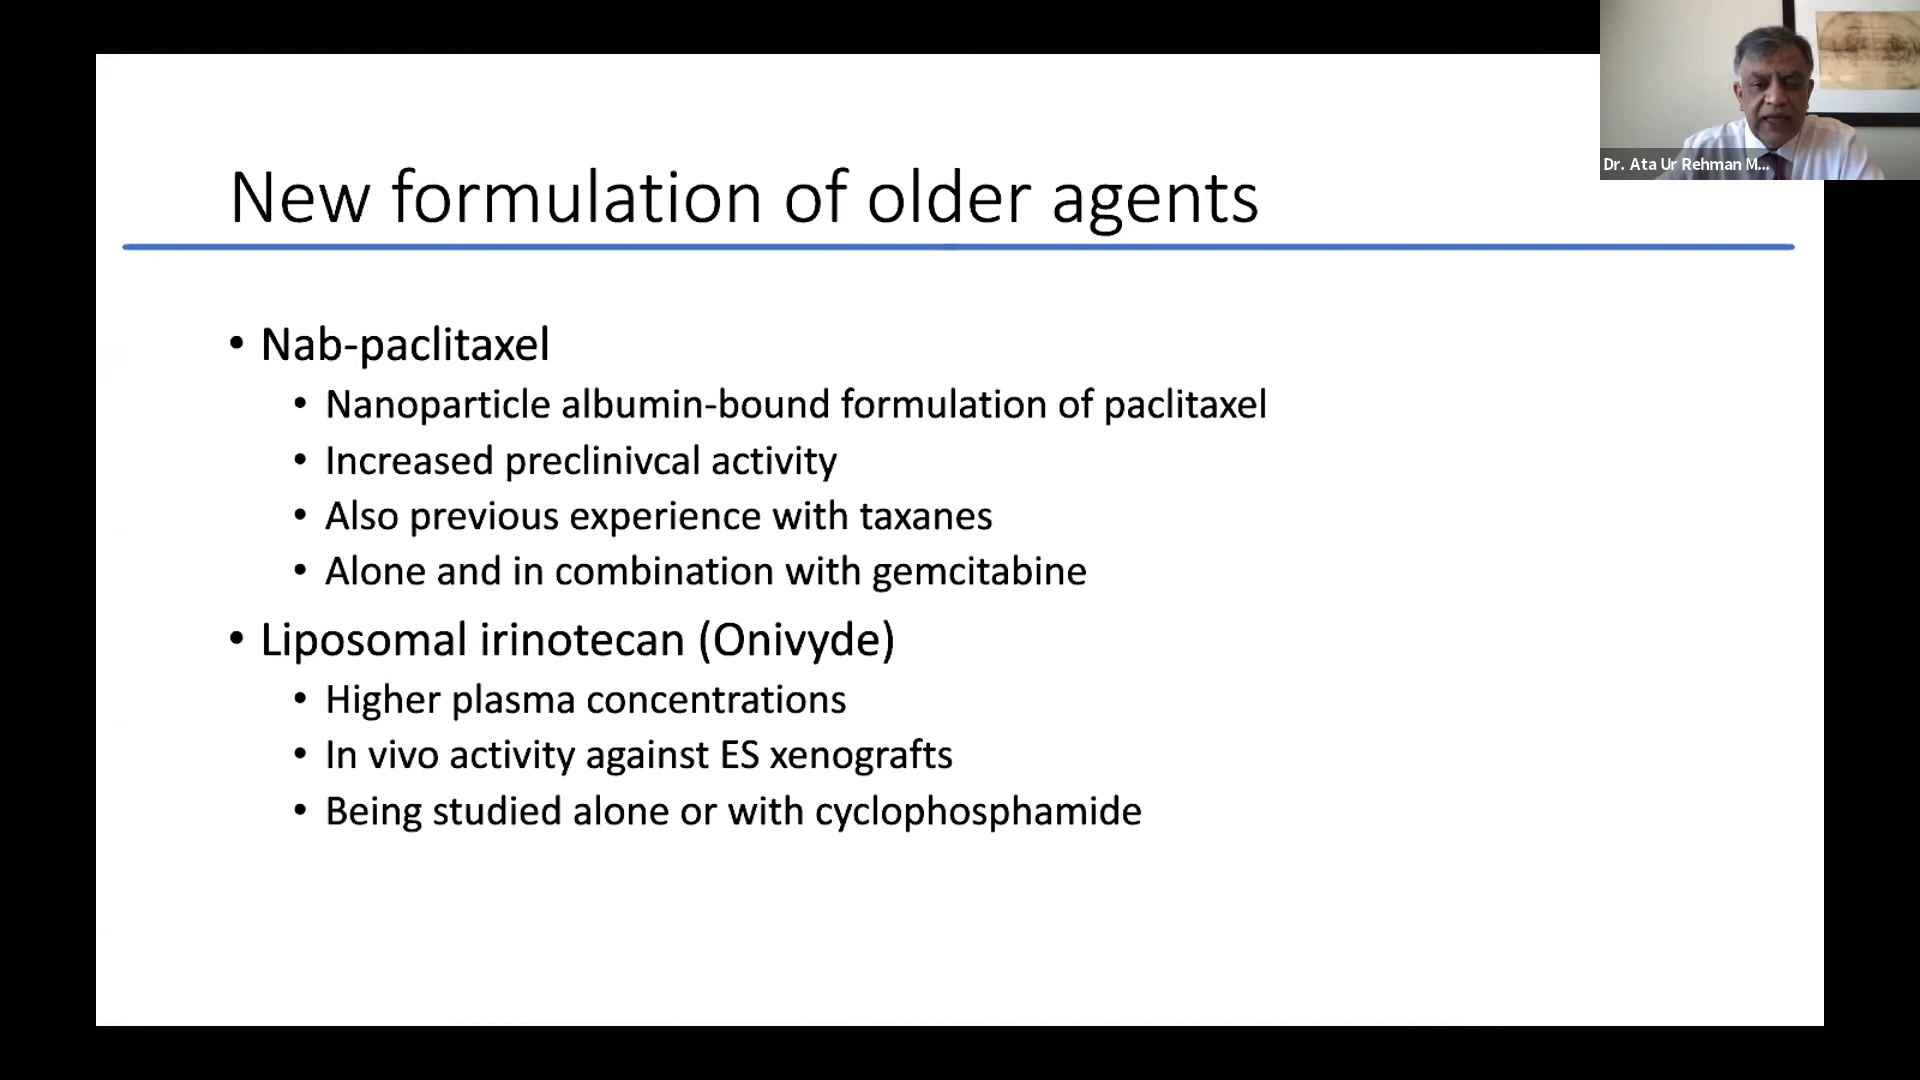 Dr. Ata Ur Rehman M...
New formulation of older agents
• Nab-paclitaxel
• Nanoparticle albumin-bound formulation of paclitaxel
• Increased preclinivcal activity
• Also previous experience with taxanes
• Alone and in combination with gemcitabine
• Liposomal irinotecan (Onivyde)
• Higher plasma concentrations
• In vivo activity against ES xenografts
• Being studied alone or with cyclophosphamide